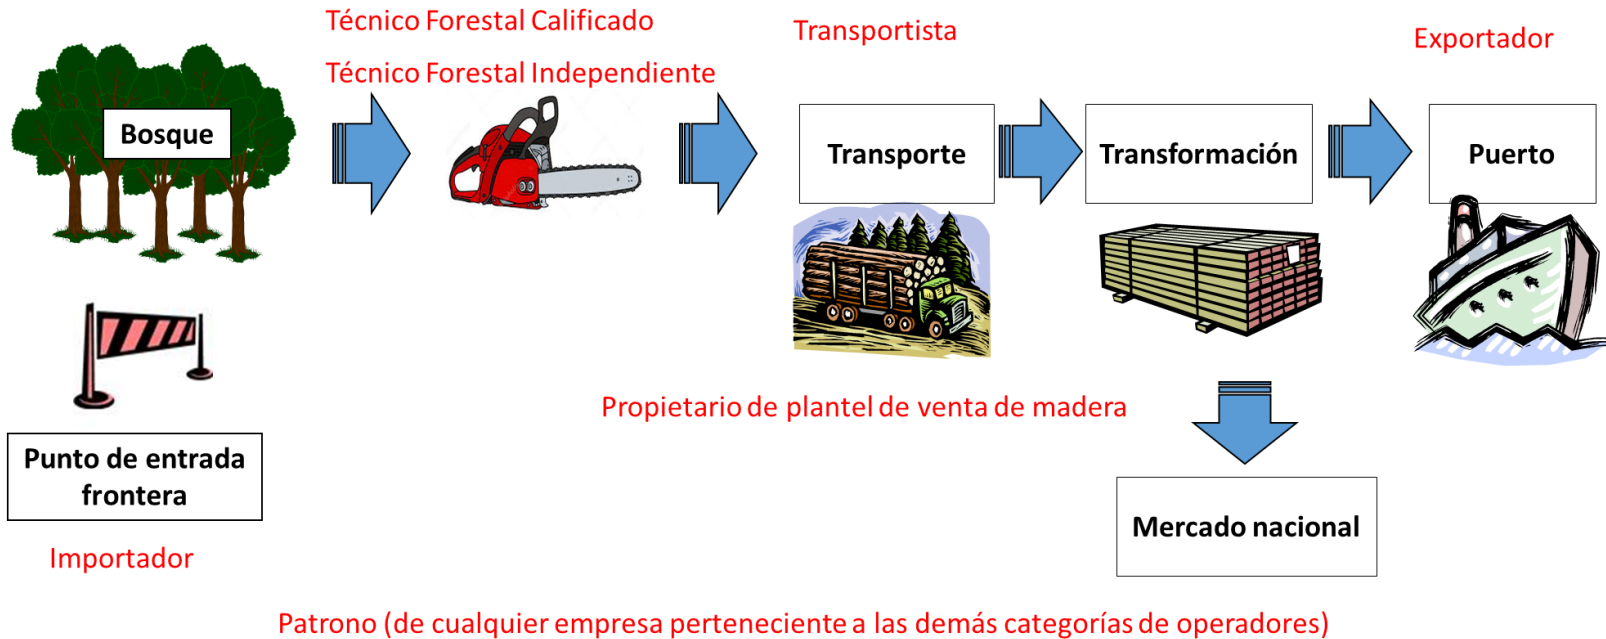 Técnico Forestal Calificado
Técnico Forestal Independiente
Transportista
Exportador
Bosque
Transporte
Transformación
Puerto
Propietario de plantel de venta de madera
Punto de entrada
frontera
Mercado nacional
Importador
Patrono (de cualquier empresa perteneciente a las demás categorías de operadores)